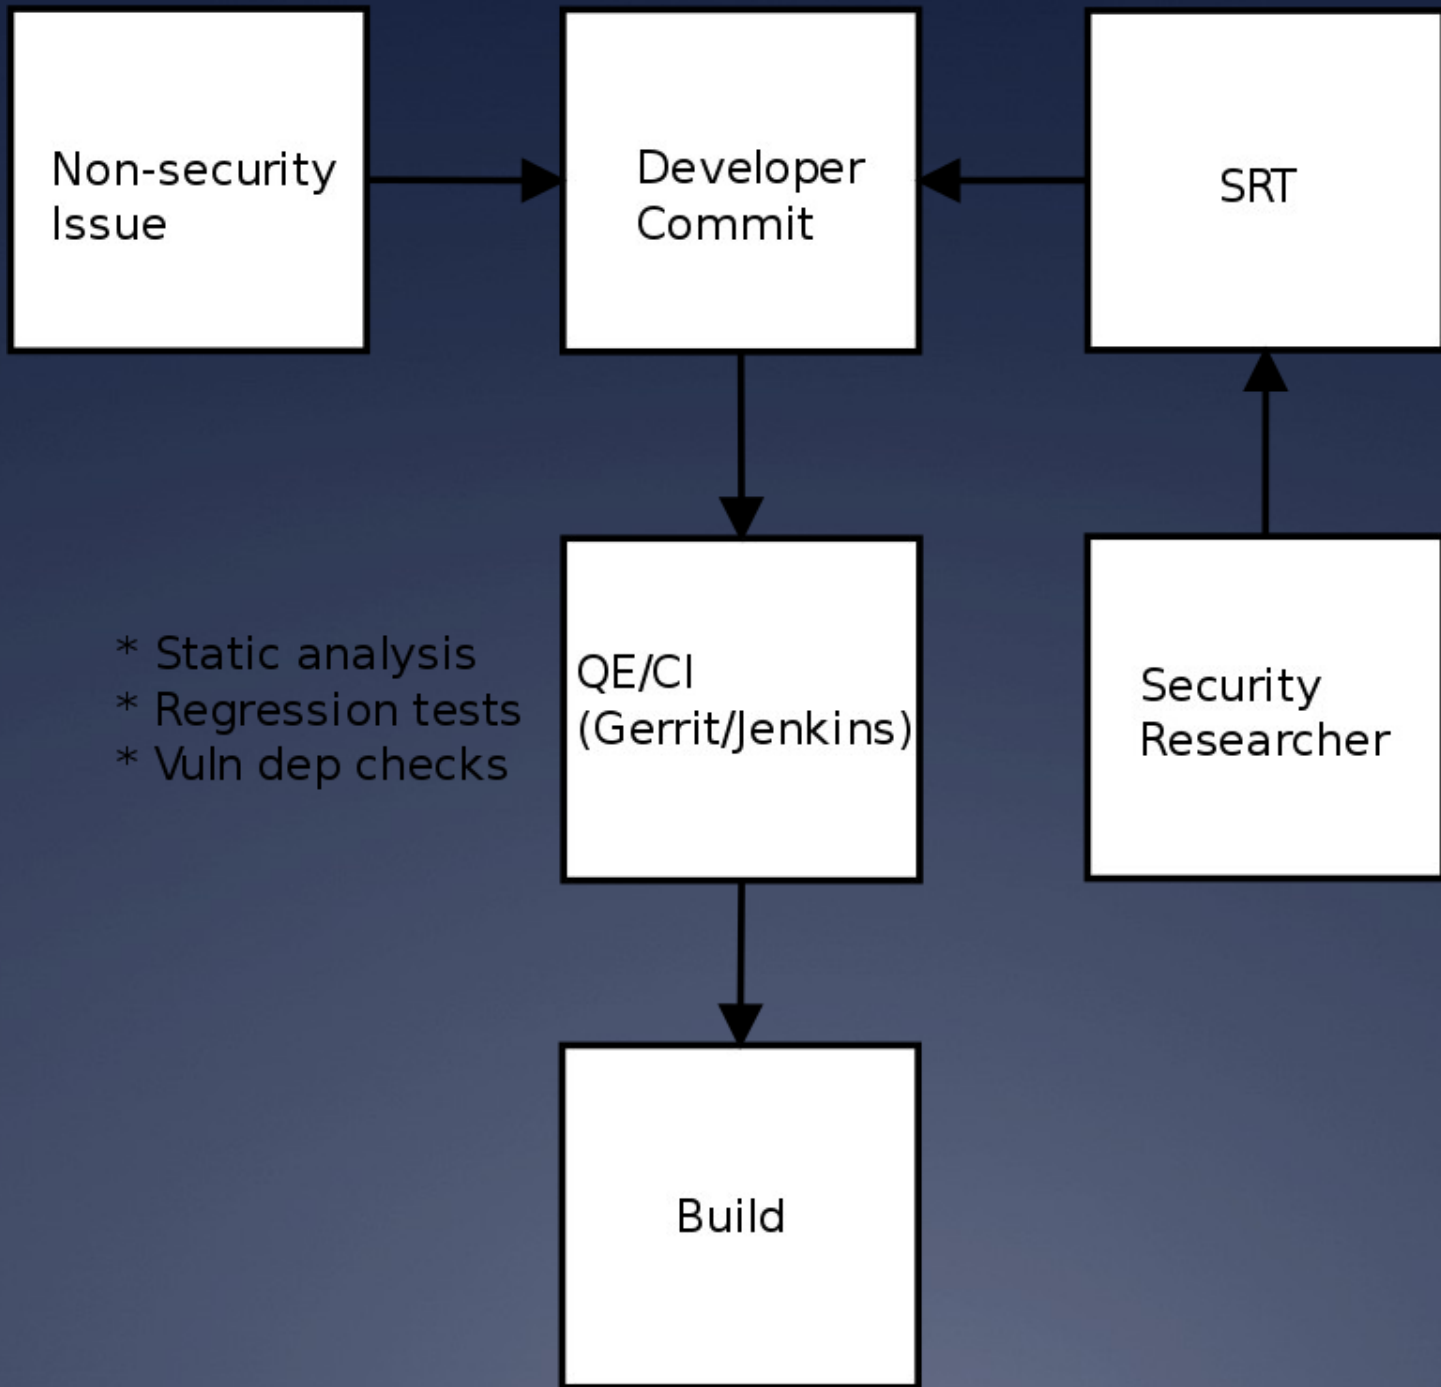 Non-security
Issue
Developer
Commit
SRT
* Static analysis
* Regression tests
* Vuln dep checks
QE/CI
(Gerrit/Jenkins)
Security
Researcher
Build